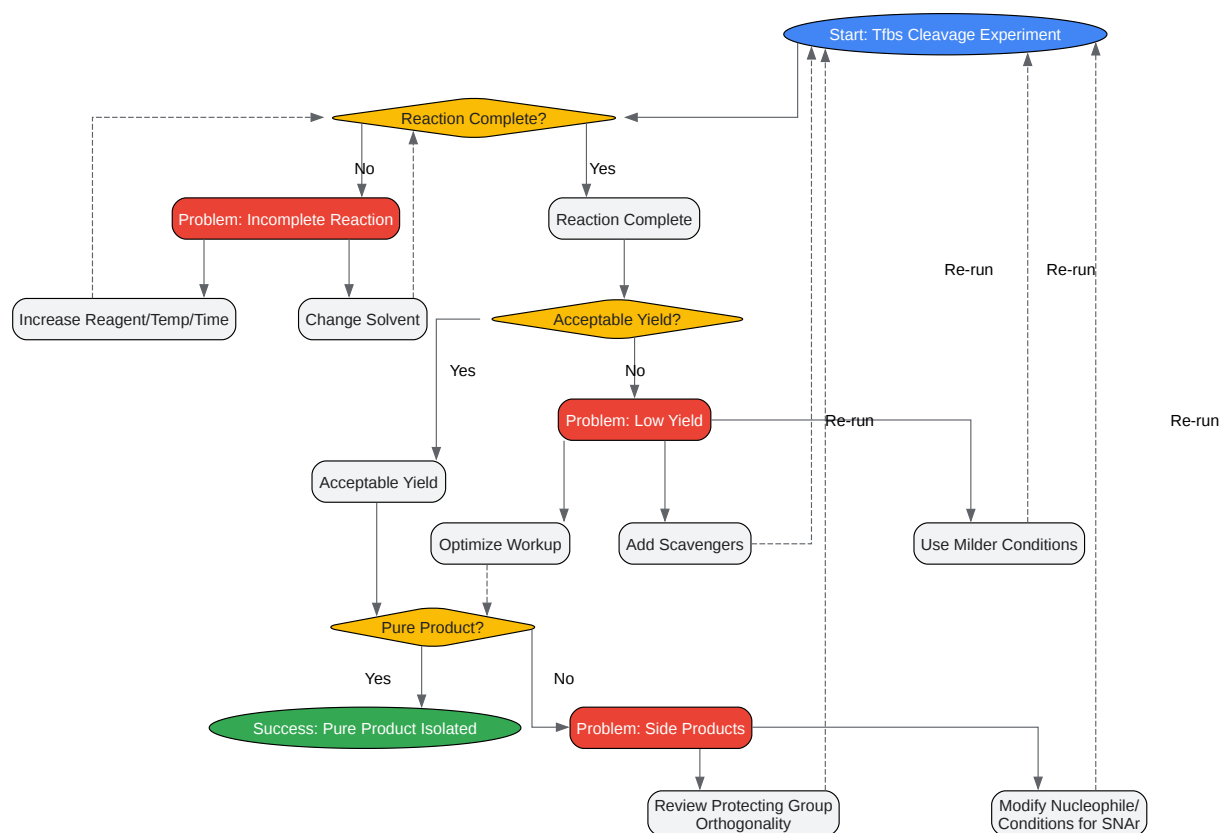 Start: Tfbs Cleavage Experiment
Reaction Complete?
No
Yes
Problem: Incomplete Reaction
Reaction Complete
Re-run
Re-run
Increase Reagent/Temp/Time
Change Solvent
Acceptable Yield?
Yes
No
Problem: Low Yield
Re-run
Re-run
Acceptable Yield
Optimize Workup
Add Scavengers
Use Milder Conditions
Pure Product?
Yes
No
Success: Pure Product Isolated
Problem: Side Products
Review Protecting Group
Orthogonality
Modify Nucleophile/
Conditions for SNAr